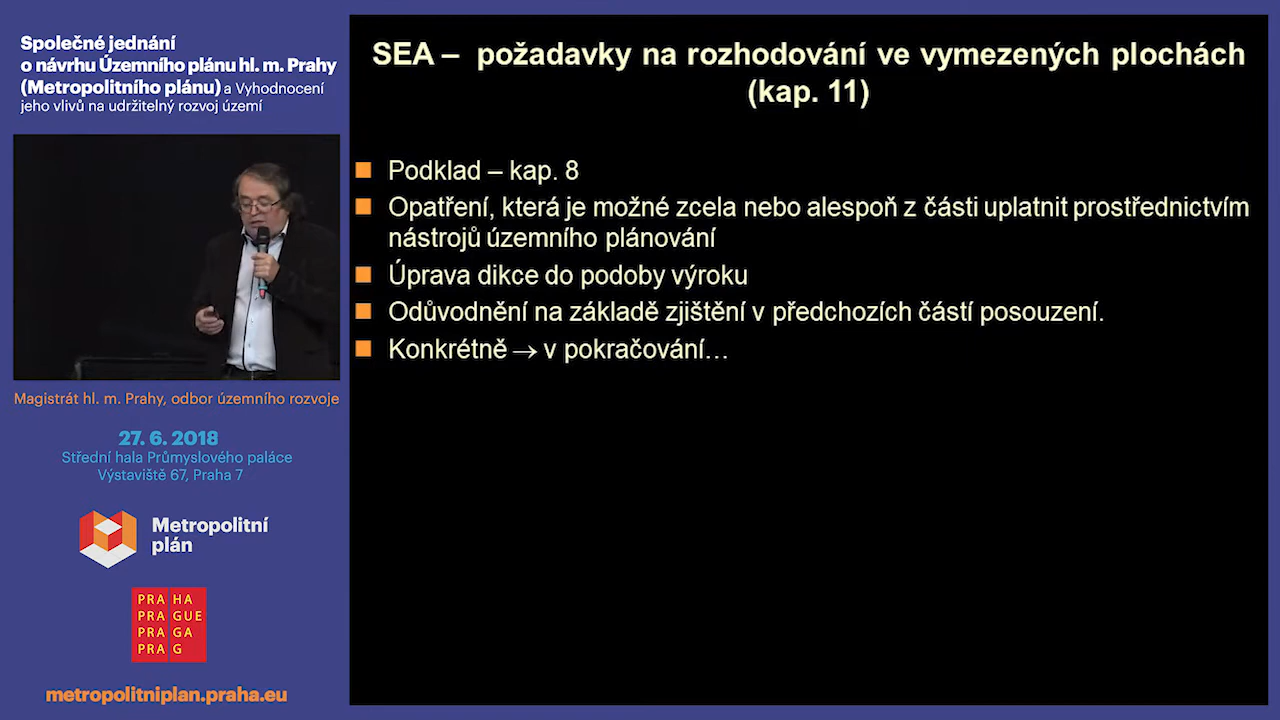 Společné jednání
o návrhu Územního plánu hl. m. Prahy
(Metropolitního plánu) a Vyhodnocení
jeho vlivů na udržitelný rozvoj území
Magistrát hl. m. Prahy, odbor územního rozvoje
27. 6. 2018
Střední hala Průmyslového paláce
Výstaviště 67, Praha 7
Metropolitní
plán
PRA HA
PRA GUE
PRA GA
PRA G
metropolitniplan.praha.eu
SEA – požadavky na rozhodování ve vymezených plochách
(kap. 11)
Podklad – kap. 8
Opatření, která je možné zcela nebo alespoň z části uplatnit prostřednictvím
nástrojů územního plánování
Úprava dikce do podoby výroku
Odůvodnění na základě zjištění v předchozích částí posouzení.
Konkrétně → v pokračování…